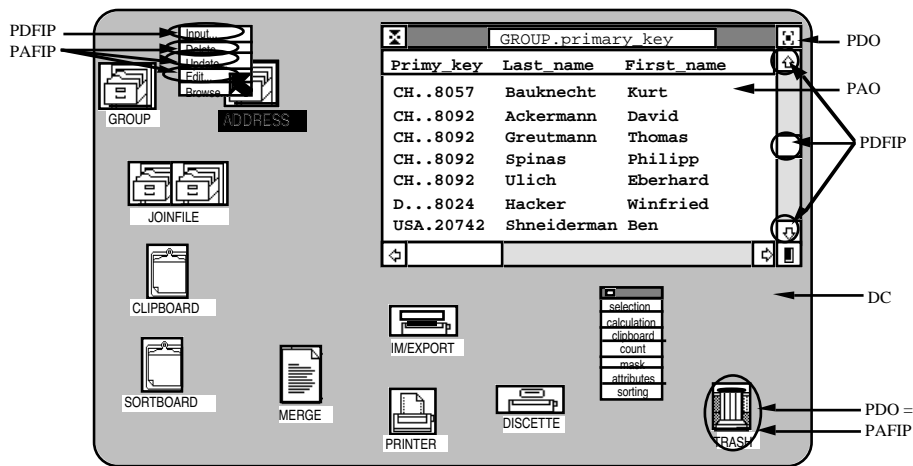 PDFIP
PAFIP
Input...
Delete
Update
Edit...
Browse
GROUP
ADDRESS
JOINFILE
CLIPBOARD
SORTBOARD
MERGE
GROUP.primary_key
Primy_key Last_name First_name
CH..8057 Bauknecht Kurt
CH..8092 Ackermann David
CH..8092 Greutmann Thomas
CH..8092 Spinas Philipp
CH..8092 Ulich Eberhard
D...8024 Hacker Winfried
USA.20742 Shneiderman Ben
PDO
PAO
PDFIP
DC
IM/EXPORT
PRINTER
DISCETTE
selection
calculation
clipboard
count
mask
attributes
sorting
TRASH
PDO =
PAFIP